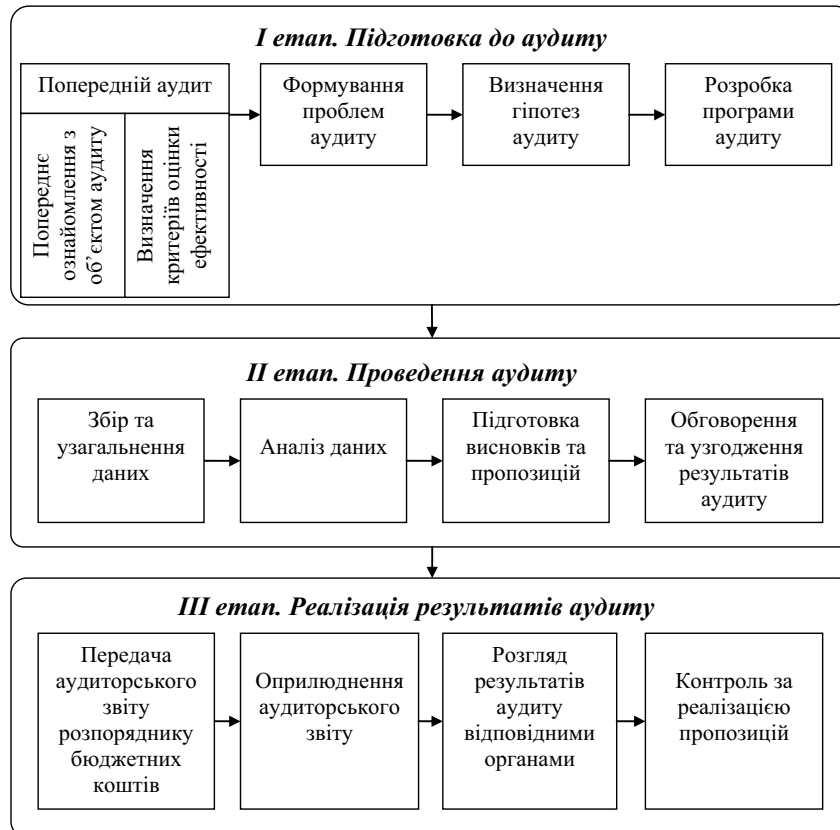 I етап. Підготовка до аудиту
Попередній аудит
Попереднє
ознайомлення з
об’єктом аудиту
Визначення
критеріїв оцінки
ефективності
Формування
проблем
аудиту
Визначення
гіпотез
аудиту
Розробка
програми
аудиту
II етап. Проведення аудиту
Збір та
узагальнення
даних
Аналіз даних
Підготовка
висновків та
пропозицій
Обговорення
та узгодження
результатів
аудиту
III етап. Реалізація результатів аудиту
Передача
аудиторського
звіту
розпоряднику
бюджетних
коштів
Оприлюднення
аудиторського
звіту
Розгляд
результатів
аудиту
відповідними
органами
Контроль за
реалізацією
пропозицій